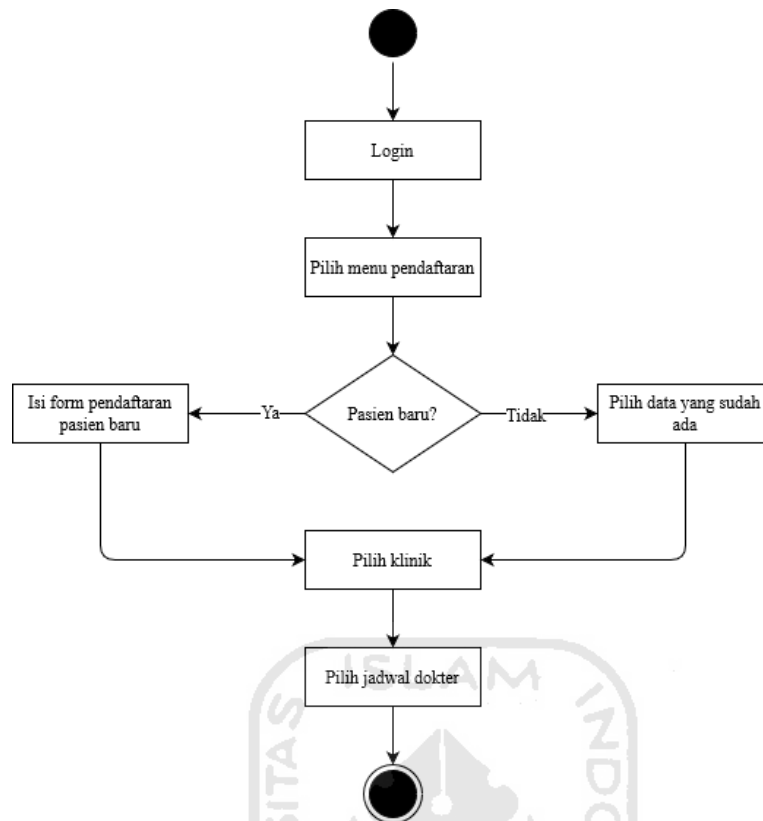 Login
Pilih menu pendaftaran
Isi form pendaftaran
pasien baru
Ya
Pasien baru?
Tidak
Pilih data yang sudah
ada
Pilih klinik
Pilih jadwal dokter
ISLAM